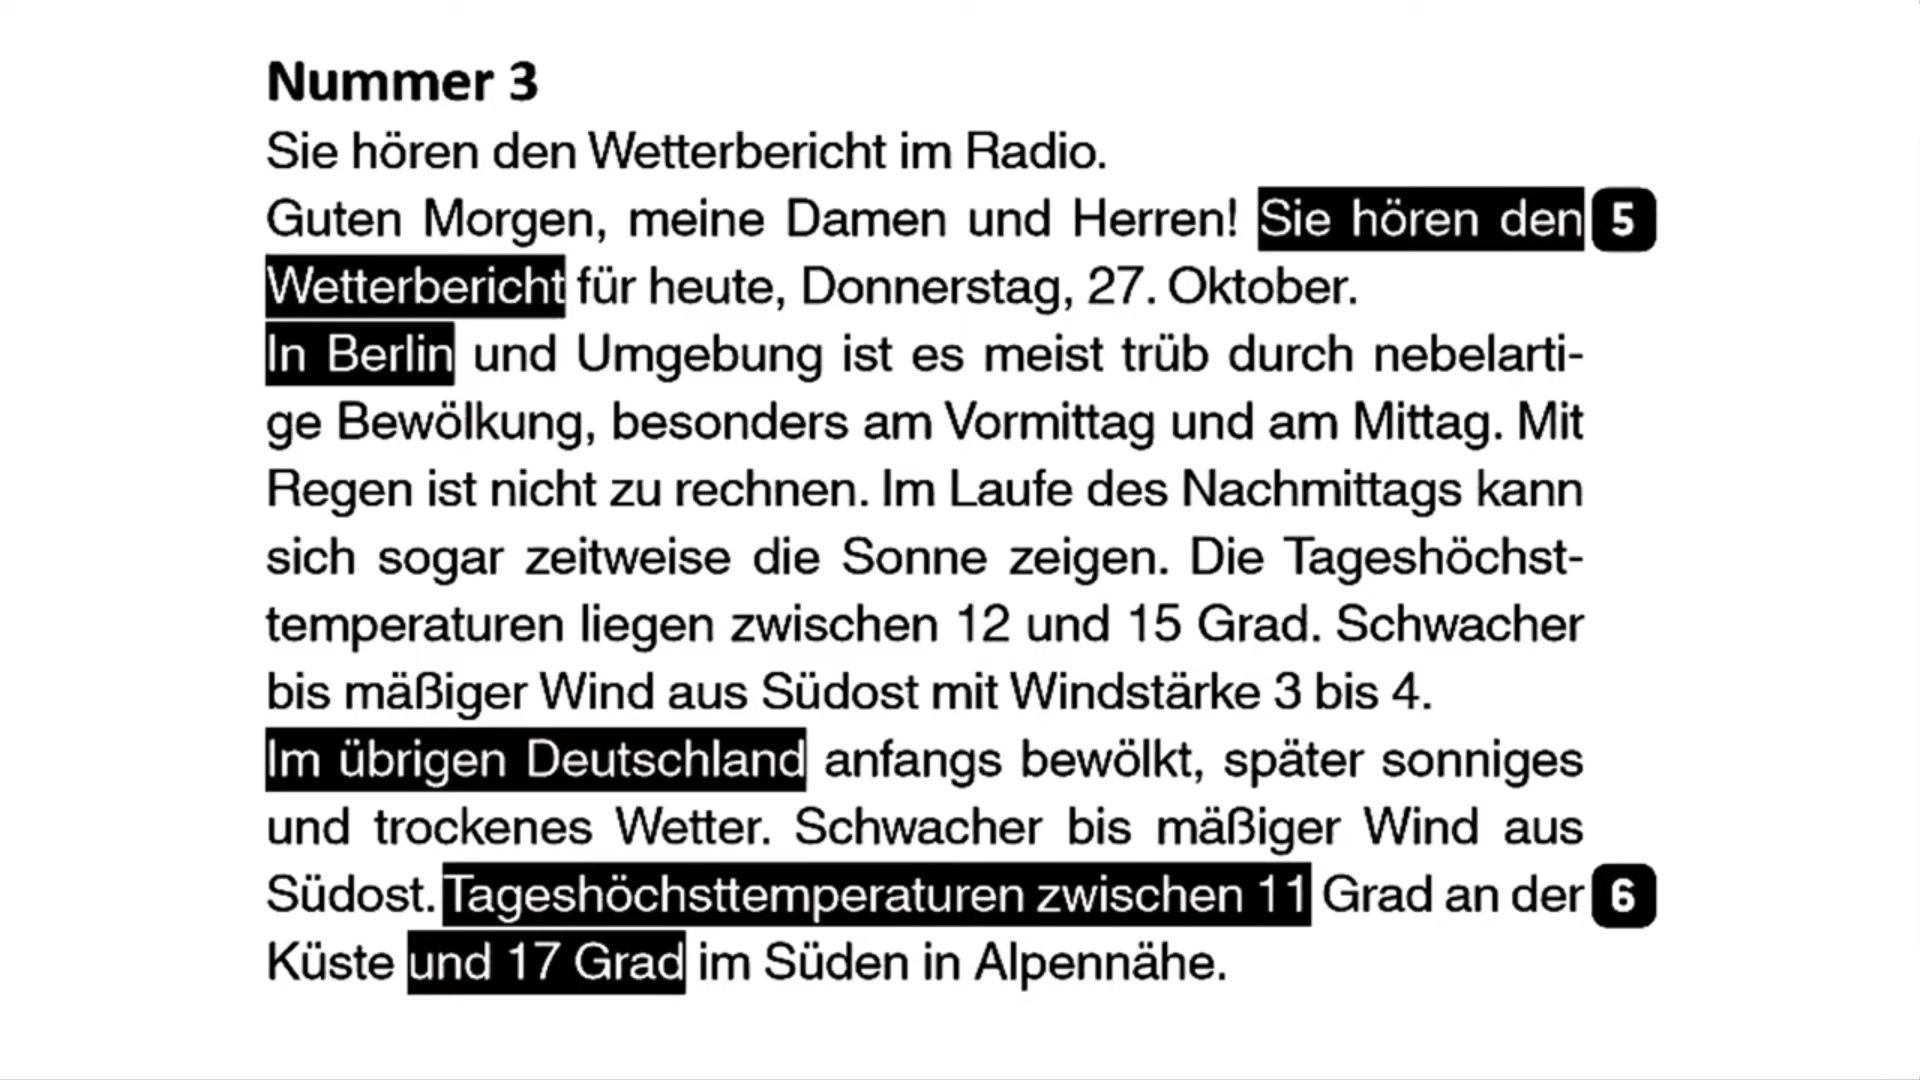 Nummer 3
Sie hören den Wetterbericht im Radio.
Guten Morgen, meine Damen und Herren! Sie hören den 5
Wetterbericht für heute, Donnerstag, 27. Oktober.
In Berlin und Umgebung ist es meist trüb durch nebelarti-
ge Bewölkung, besonders am Vormittag und am Mittag. Mit
Regen ist nicht zu rechnen. Im Laufe des Nachmittags kann
sich sogar zeitweise die Sonne zeigen. Die Tageshöchst-
temperaturen liegen zwischen 12 und 15 Grad. Schwacher
bis mäßiger Wind aus Südost mit Windstärke 3 bis 4.
Im übrigen Deutschland anfangs bewölkt, später sonniges
und trockenes Wetter. Schwacher bis mäßiger Wind aus
Südost. Tageshöchsttemperaturen zwischen 11 Grad an der 6
Küste und 17 Grad im Süden in Alpennähe.